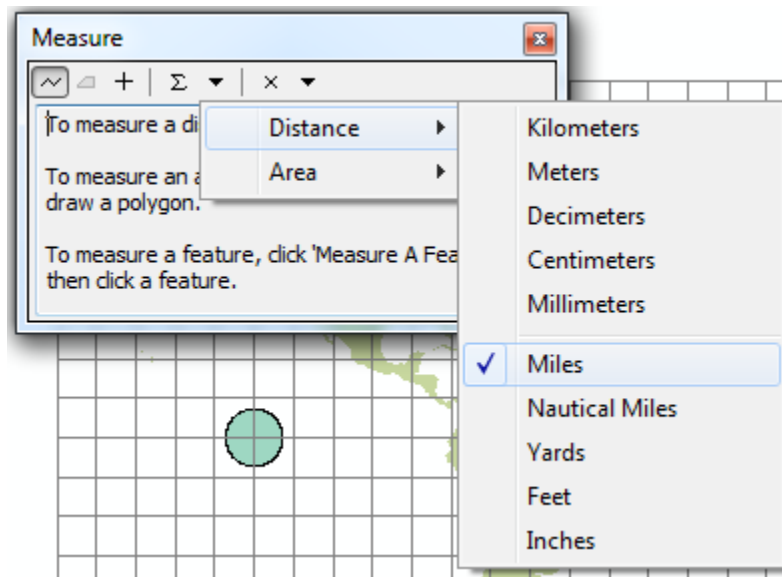 Measure
Σ
To measure a di
To measure an a
draw a polygon.
To measure a feature, click 'Measure A Fea
then click a feature.
Distance
Area
Kilometers
Meters
Decimeters
Centimeters
Millimeters
Miles
Nautical Miles
Yards
Feet
Inches